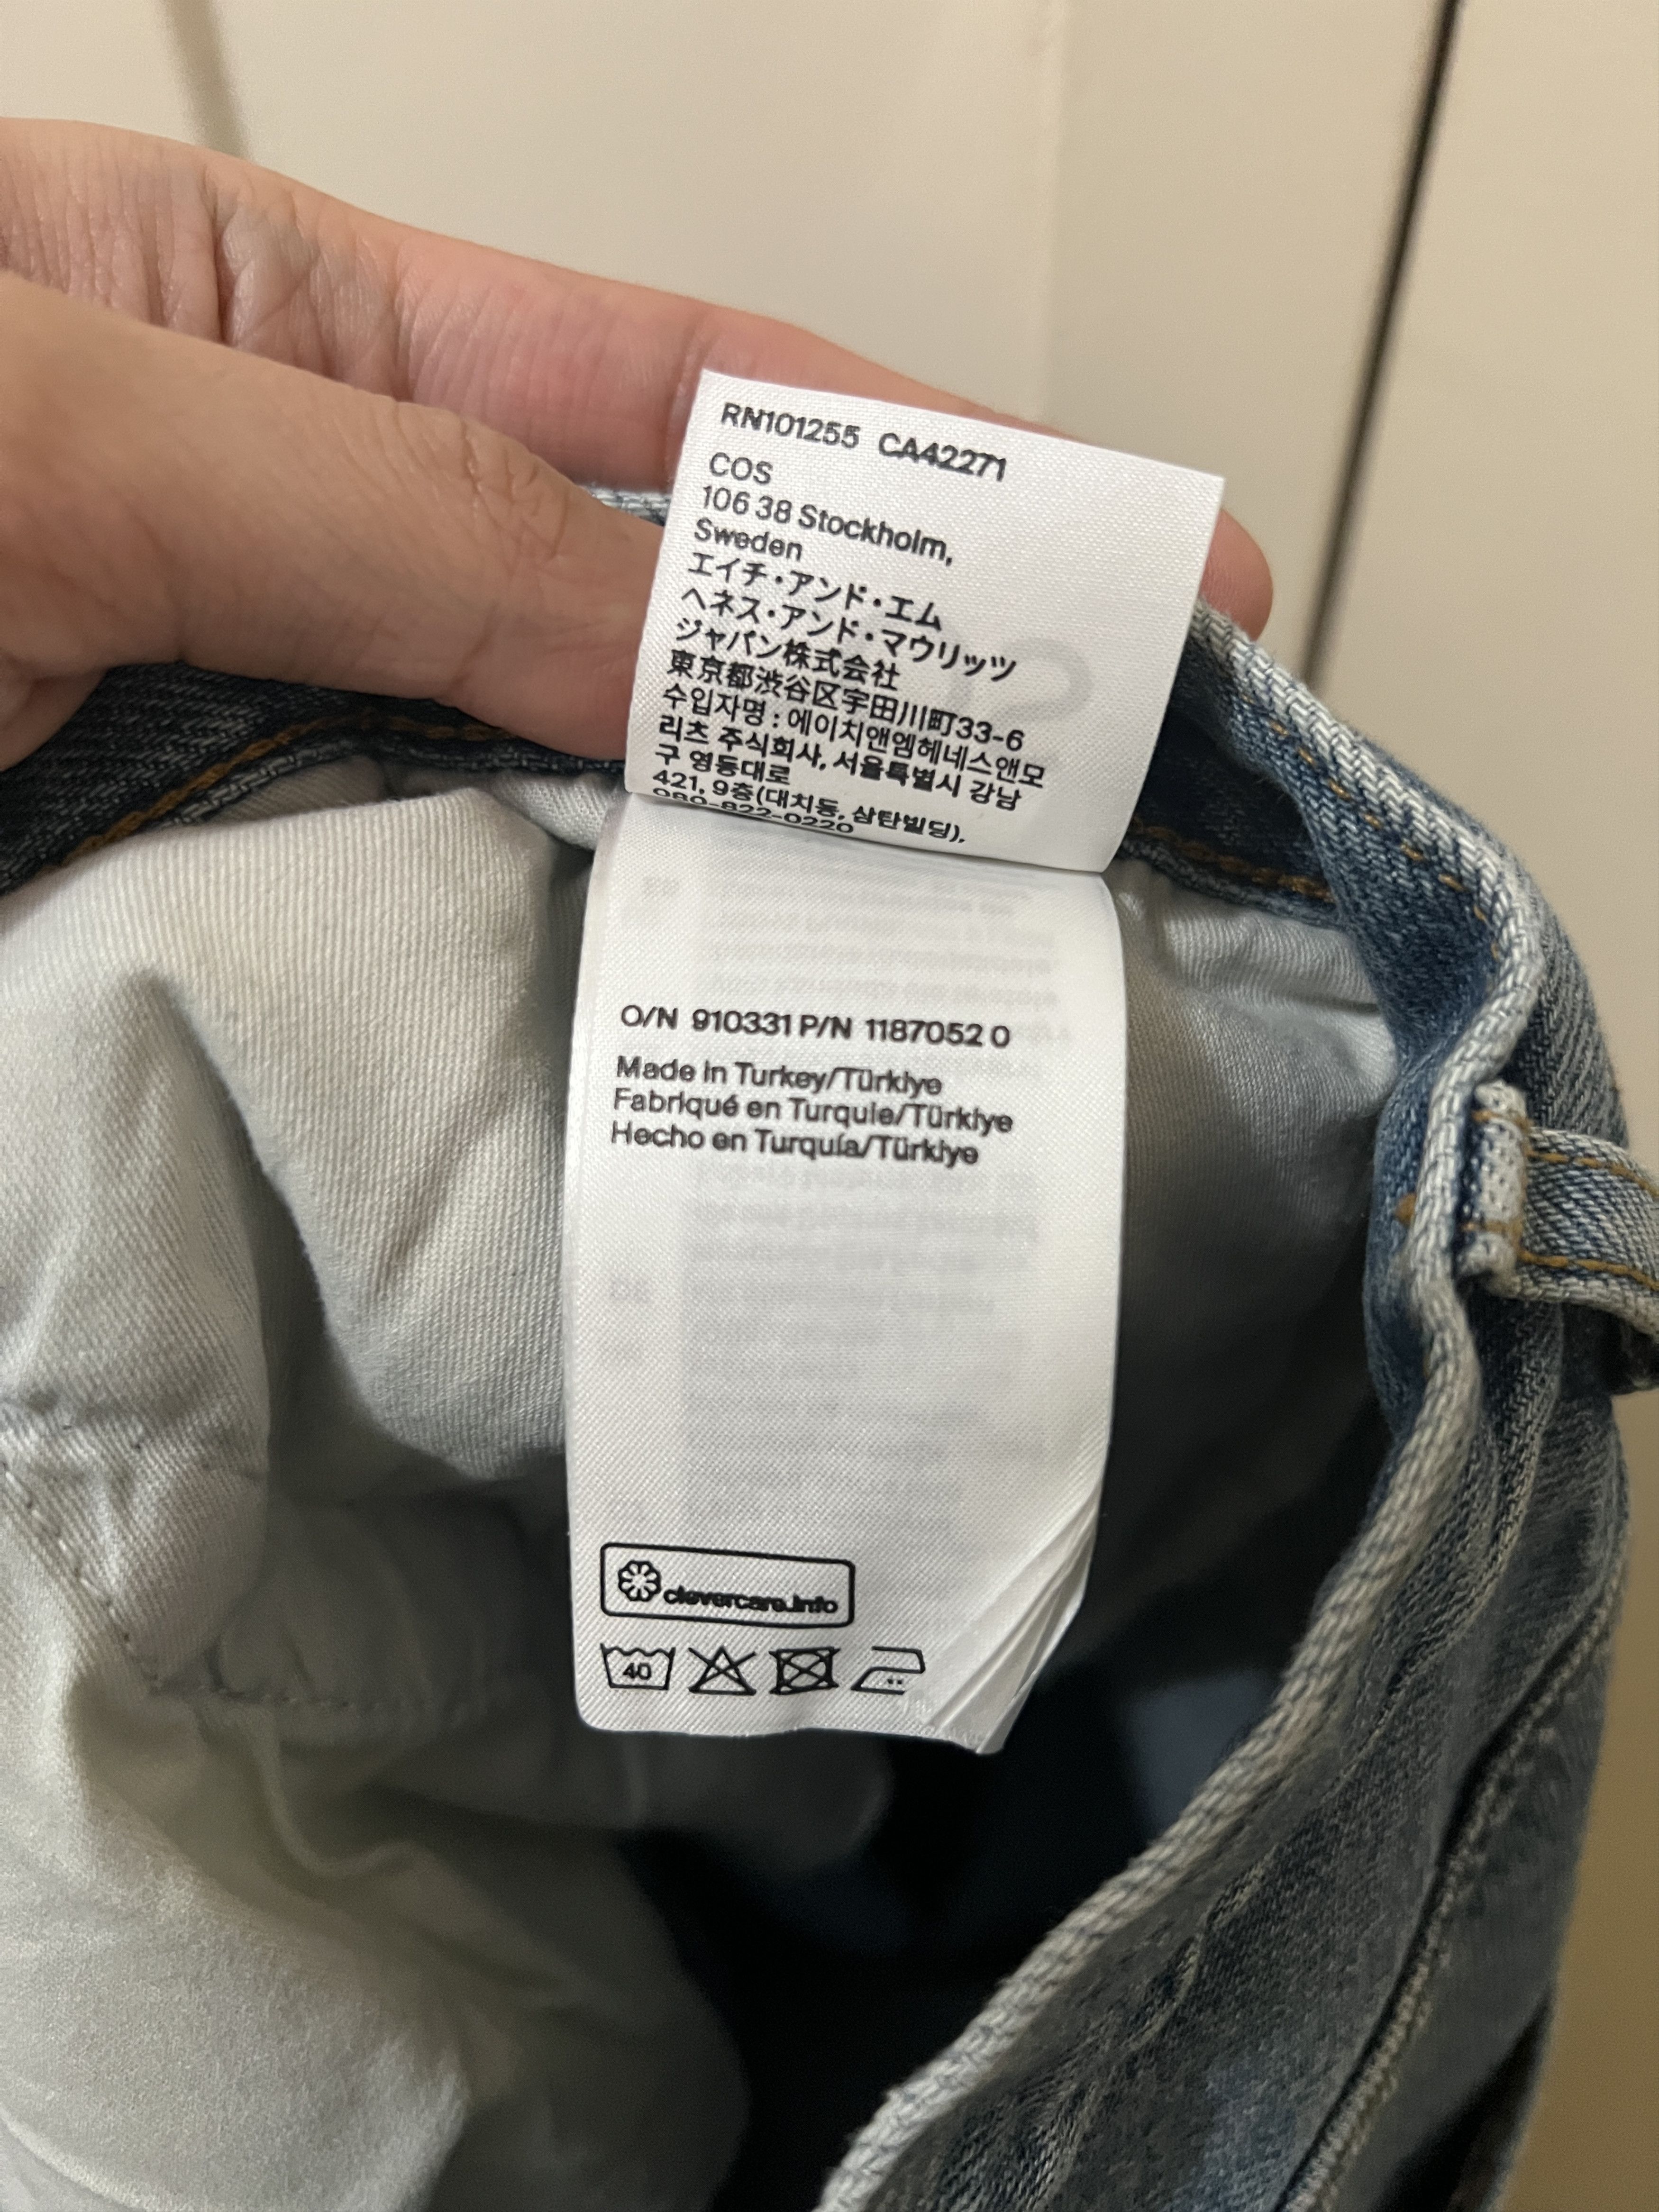 RN101255 CA42271
COS
106 38 Stockholm,
Sweden
エイチ・アンド・エム
ヘネス・アンド・マウリッツ
ジャパン株式会社
東京都渋谷区宇田川町33-6
수입자명 : 에이치앤엠헤네스앤모
리츠 주식회사, 서울특별시 강남
구 영동대로
421, 9층(대치동, 삼탄빌딩),
080-822-0220
O/N 910331 P/N 1187052 0
Made in Turkey/Türkiye
Fabriqué en Turquie/Türkiye
Hecho en Turquía/Türkiye
clevercare.info
40